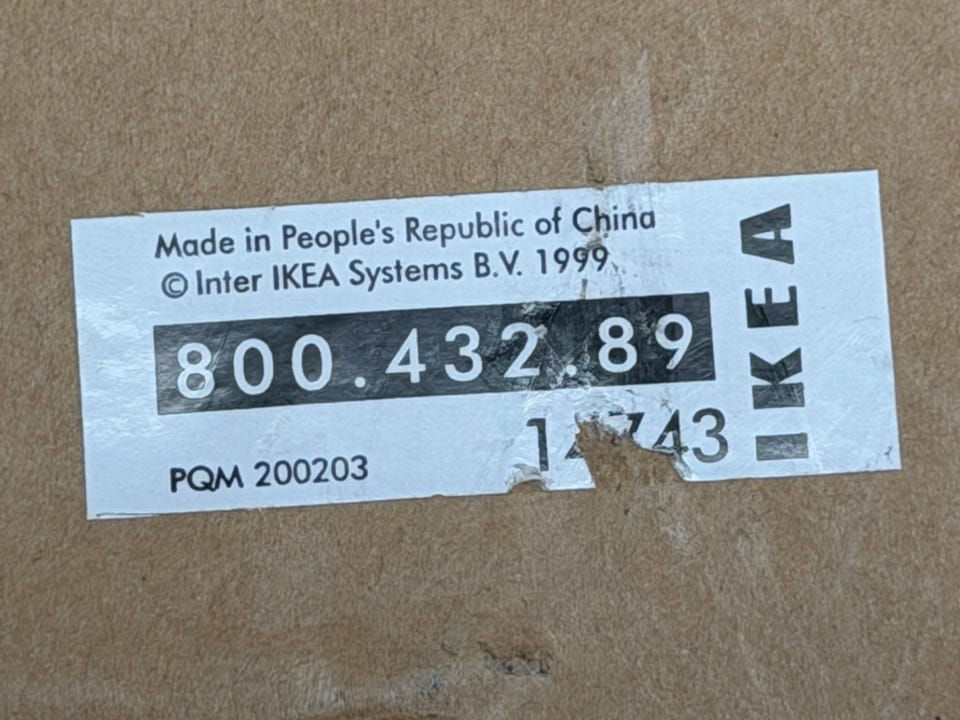 Made in People's Republic of China
© Inter IKEA Systems B.V. 1999
800.432.89
PQM 200203
IKEA